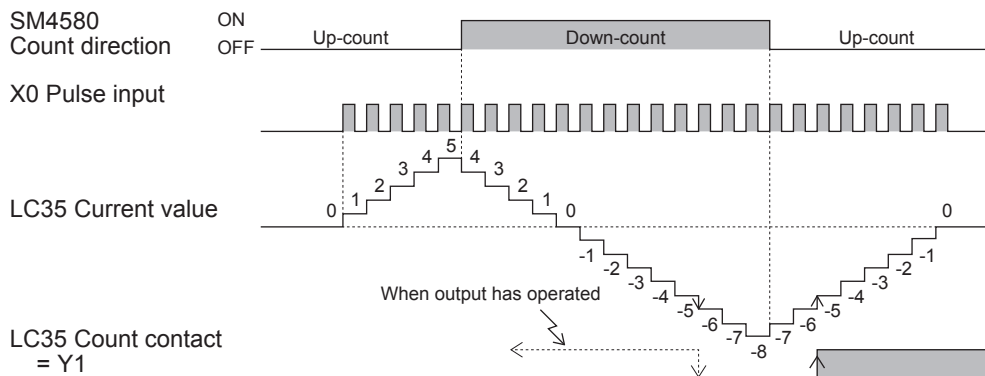 SM4580
Count direction
ON
OFF
Up-count
Down-count
Up-count
X0 Pulse input
LC35 Current value
0
1
2
3
4
5
4
3
2
1
0
-1
-2
-3
-4
-5
-6
-7
-8
-7
-6
-5
-4
-3
-2
-1
0
When output has operated
LC35 Count contact
= Y1